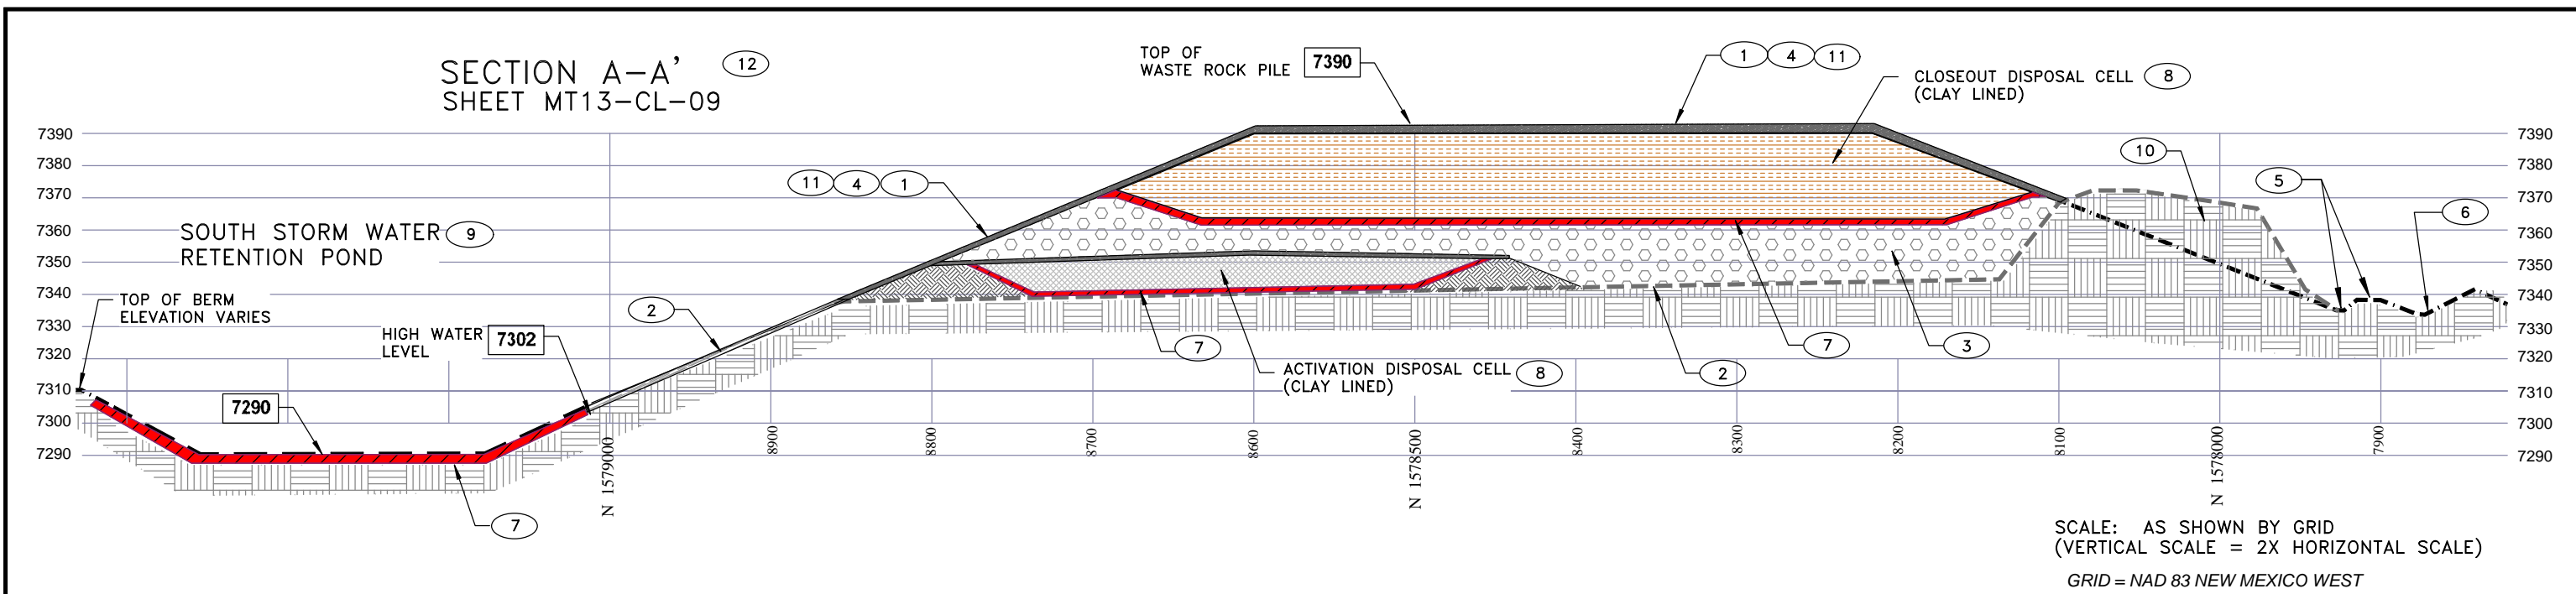 SECTION A-A' 12
SHEET MT13-CL-09
TOP OF
WASTE ROCK PILE 7390
1 4 11
CLOSEOUT DISPOSAL CELL 8
(CLAY LINED)
7390 7390
7380 7380
7370 7370
7360 7360
7350 7350
7340 7340
7330 7330
7320 7320
7310 7310
7300 7300
7290 7290
11 4 1
10
5
6
SOUTH STORM WATER 9
RETENTION POND
TOP OF BERM
ELEVATION VARIES
2
HIGH WATER 7302
LEVEL
7
7
3
ACTIVATION DISPOSAL CELL 8
(CLAY LINED)
2
7290
7
N 1579000
8900
8800
8700
8600
N 1578500
8400
8300
8200
8100
N 1578000
7900
SCALE: AS SHOWN BY GRID
(VERTICAL SCALE = 2X HORIZONTAL SCALE)
GRID = NAD 83 NEW MEXICO WEST